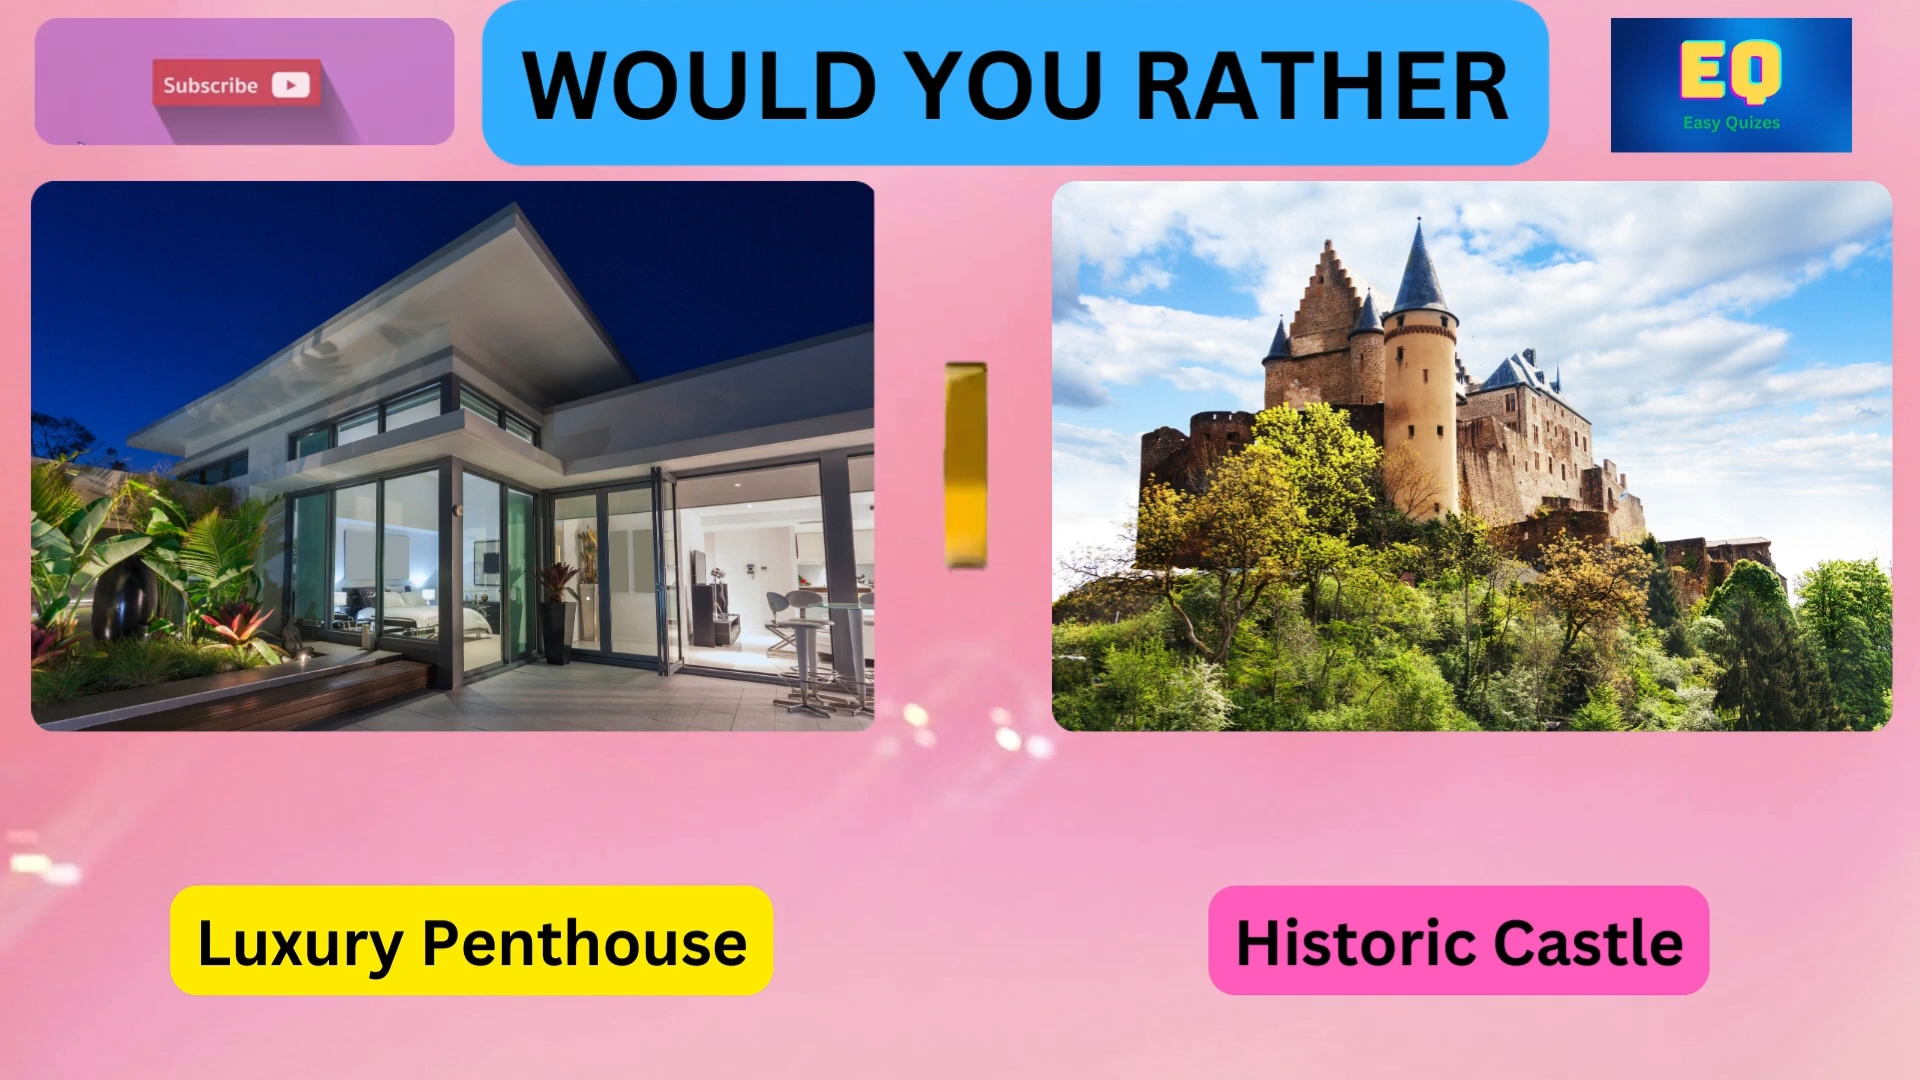 Subscribe
WOULD YOU RATHER
EQ
Easy Quizes
Luxury Penthouse
Historic Castle